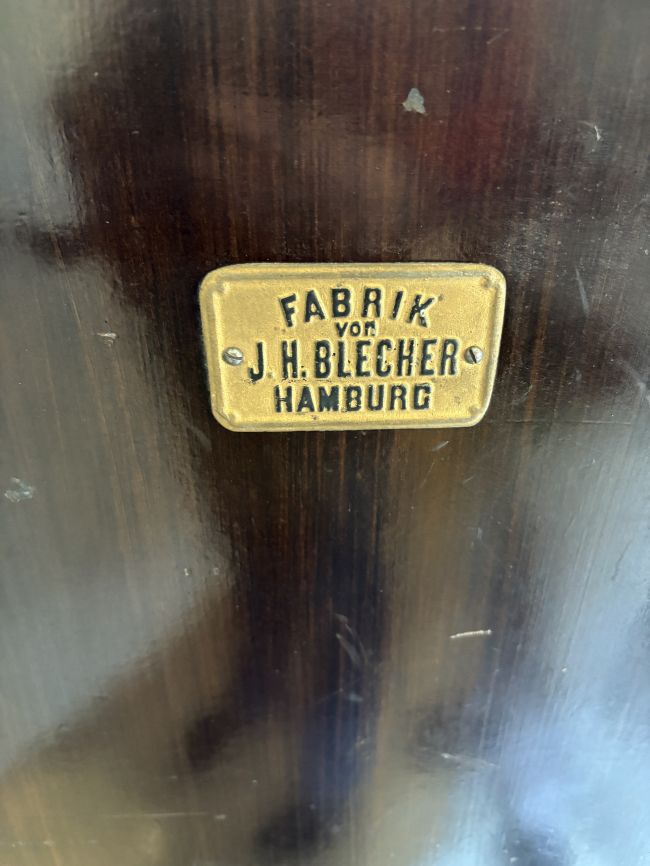 FABRIK
von
J. H. BLECHER
HAMBURG